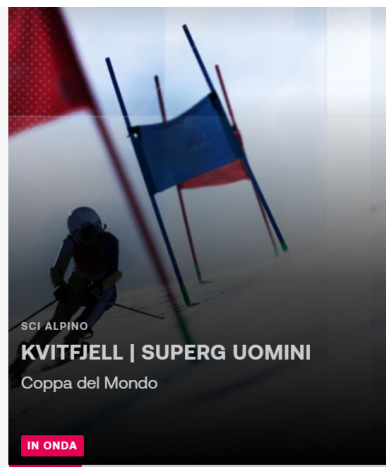 SCI ALPINO
KVITFJELL | SUPERG UOMINI
Coppa del Mondo
IN ONDA